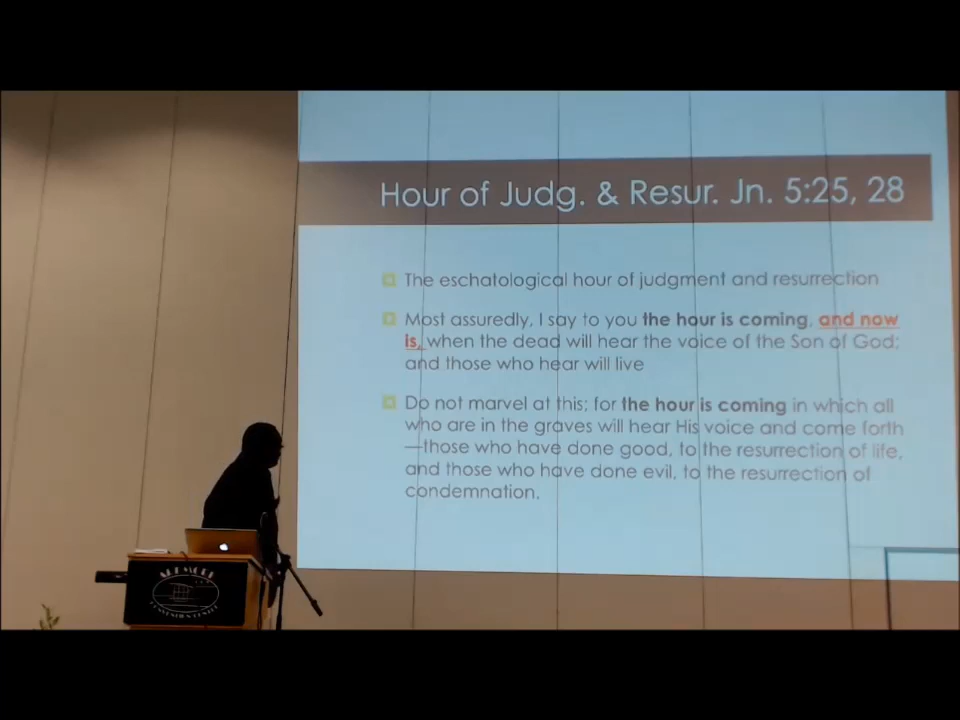 Hour of Judg. & Resur. Jn. 5:25, 28
The eschatological hour of judgment and resurrection
Most assuredly, I say to you the hour is coming, and now
is, when the dead will hear the voice of the Son of God;
and those who hear will live
Do not marvel at this; for the hour is coming in which all
who are in the graves will hear His voice and come forth
—those who have done good, to the resurrection of life,
and those who have done evil, to the resurrection of
condemnation.
ARDMORE
CONVENTION CENTER